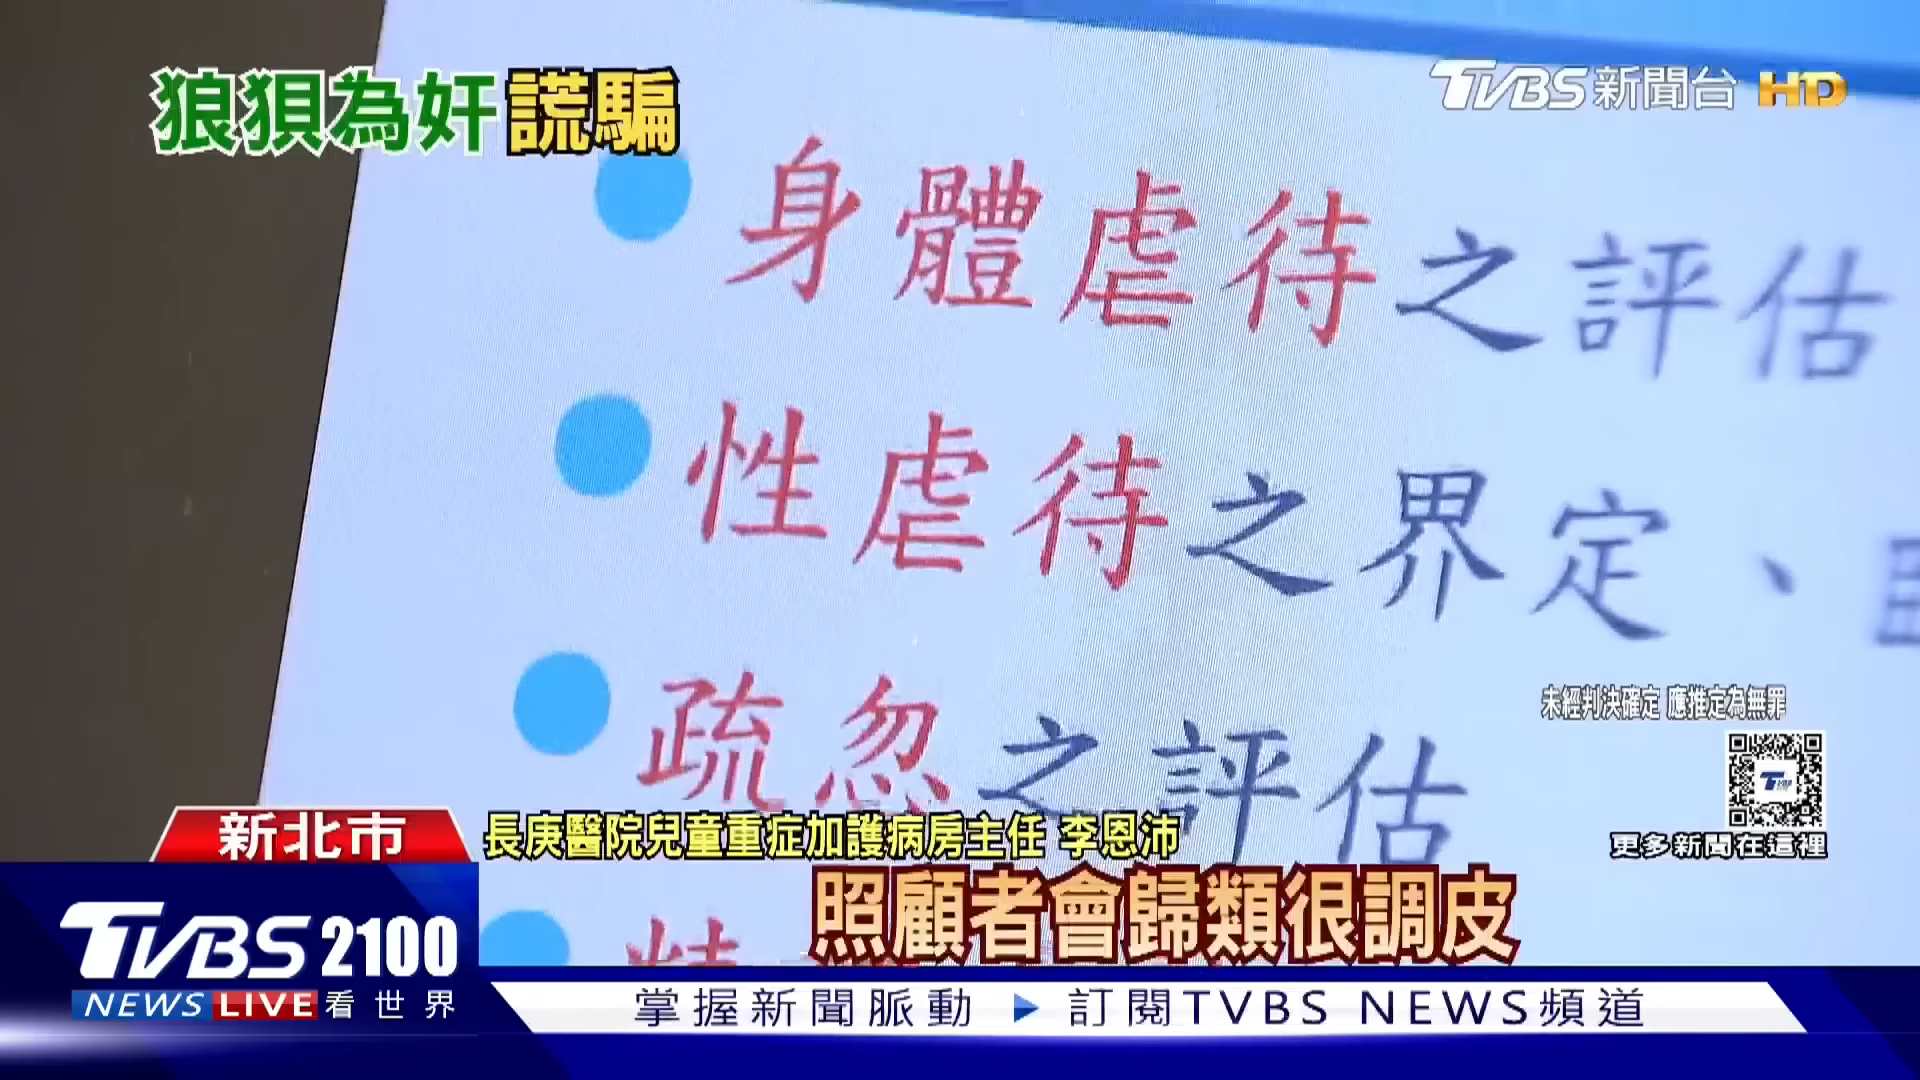 狼狽為奸 謊騙
TVBS新聞台 HD
身體虐待之評估
性虐待之界定、
疏忽之評估
未經判決確定 應推定為無罪
更多新聞在這裡
新北市
長庚醫院兒童重症加護病房主任 李恩沛
照顧者會歸類很調皮
TVBS 2100
NEWS LIVE 看世界
掌握新聞脈動 ▶ 訂閱TVBS NEWS頻道